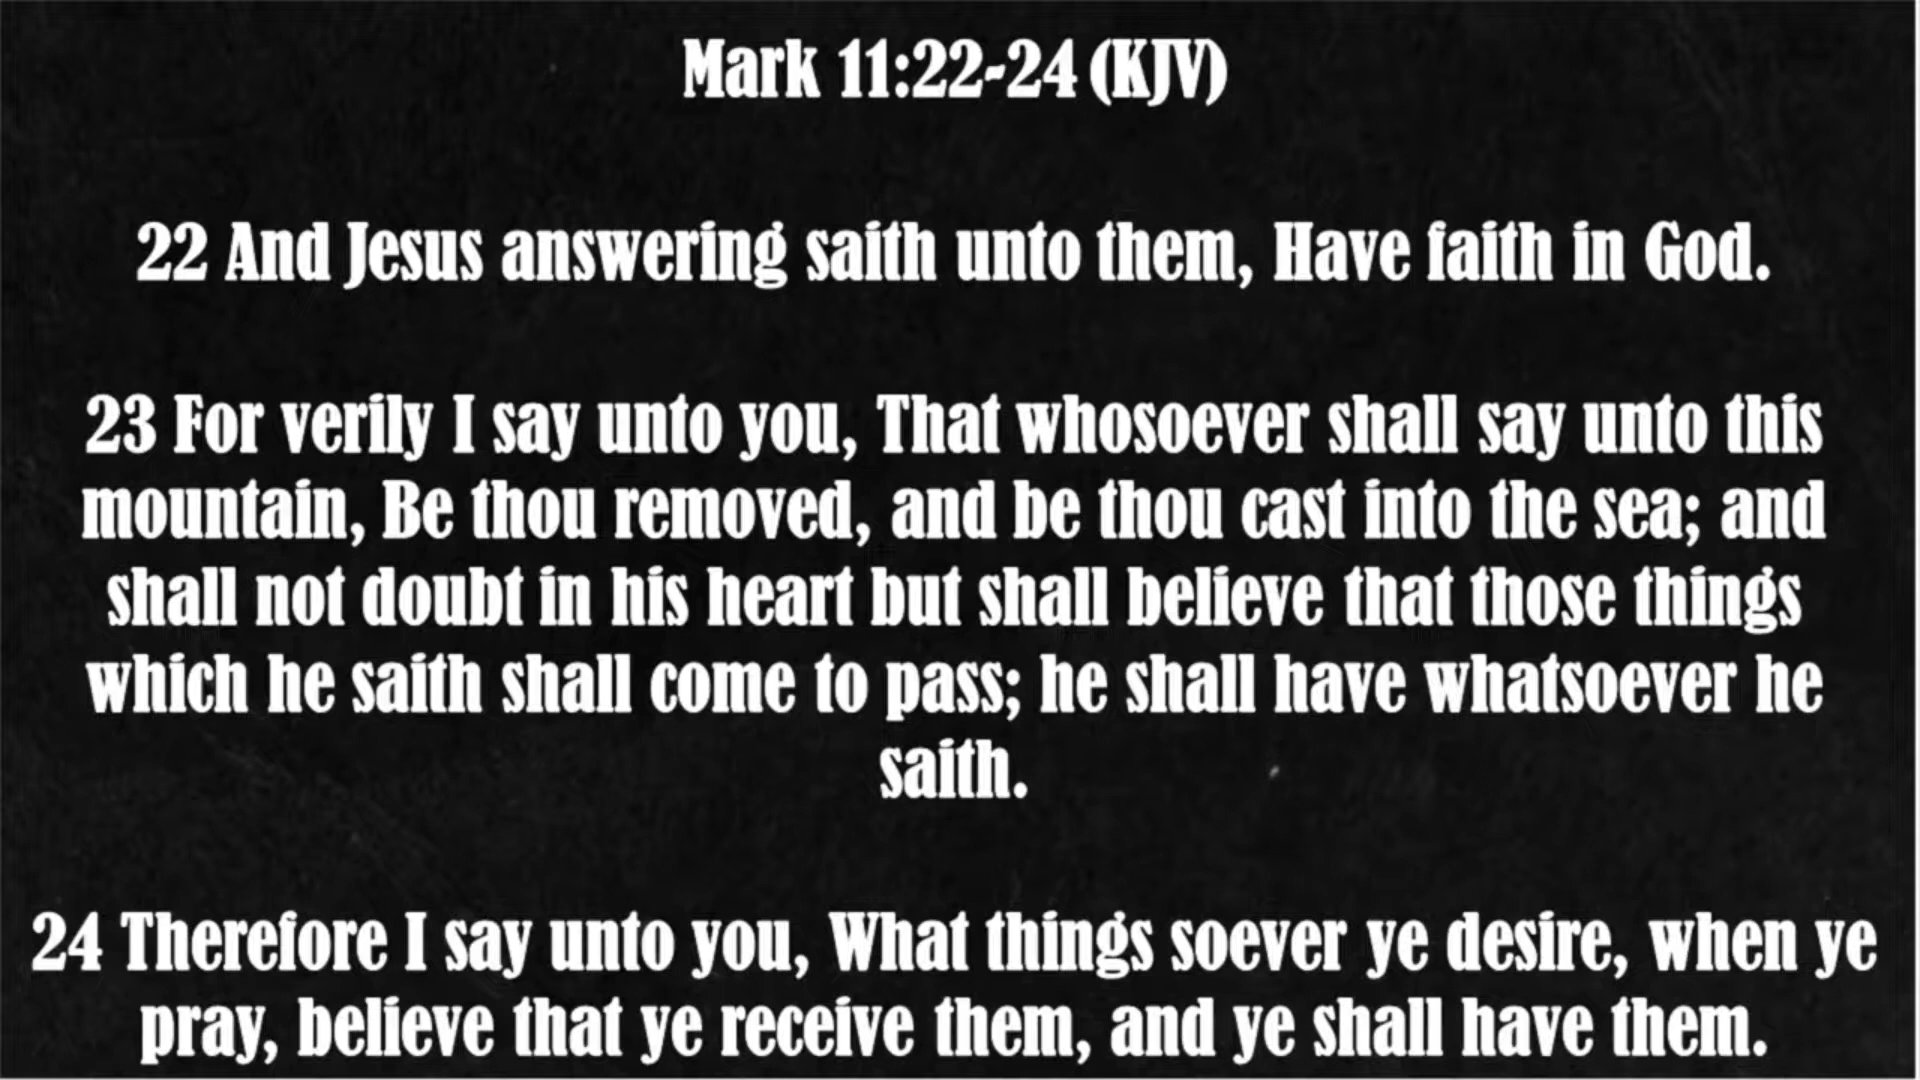 Mark 11:22-24 (KJV)
22 And Jesus answering saith unto them, Have faith in God.
23 For verily I say unto you, That whosoever shall say unto this
mountain, Be thou removed, and be thou cast into the sea; and
shall not doubt in his heart but shall believe that those things
which he saith shall come to pass; he shall have whatsoever he
saith.
24 Therefore I say unto you, What things soever ye desire, when ye
pray, believe that ye receive them, and ye shall have them.